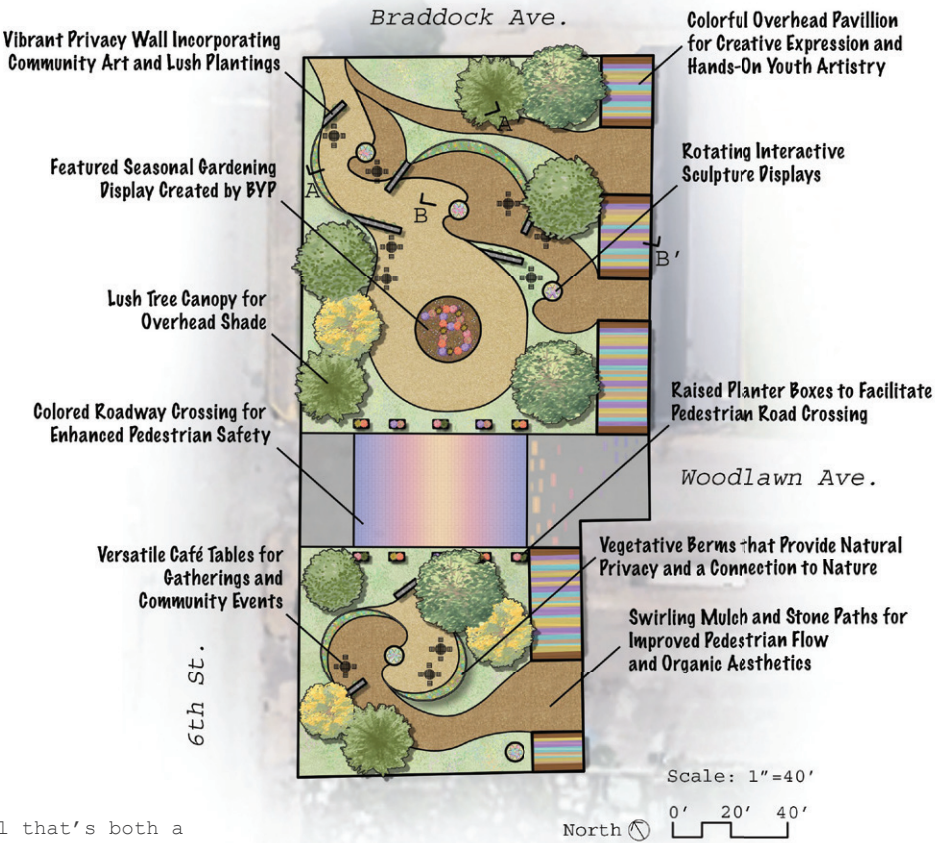 Braddock Ave.
Vibrant Privacy Wall Incorporating
Community Art and Lush Plantings
Colorful Overhead Pavillion
for Creative Expression and
Hands-On Youth Artistry
Featured Seasonal Gardening
Display Created by BYP
Rotating Interactive
Sculpture Displays
A
A
B
B'
B
Lush Tree Canopy for
Overhead Shade
Colored Roadway Crossing for
Enhanced Pedestrian Safety
Raised Planter Boxes to Facilitate
Pedestrian Road Crossing
Woodlawn Ave.
Versatile Café Tables for
Gatherings and
Community Events
Vegetative Berms that Provide Natural
Privacy and a Connection to Nature
Swirling Mulch and Stone Paths for
Improved Pedestrian Flow
and Organic Aesthetics
6th St.
Scale: 1"=40'
North
0' 20' 40'
that's both a